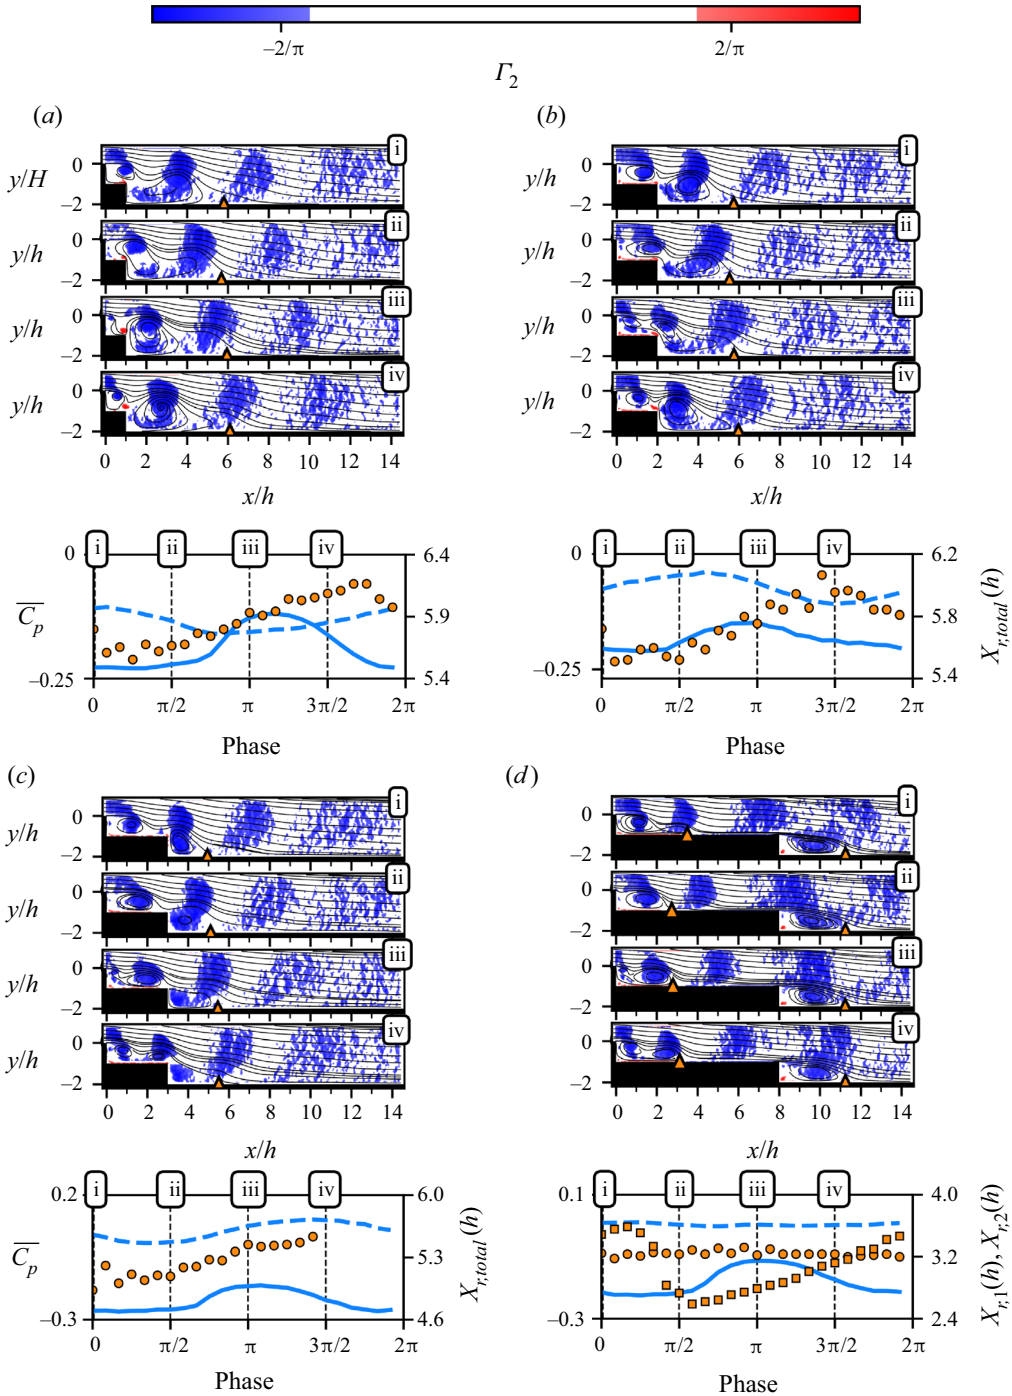 −2/π 2/π
Γ2
(a) (b)
i i
y/H 0 −2 y/h 0 −2
ii ii
y/h 0 −2 y/h 0 −2
iii iii
y/h 0 −2 y/h 0 −2
iv iv
y/h 0 −2 y/h 0 −2
0 2 4 6 8 10 12 14 0 2 4 6 8 10 12 14
x/h x/h
i ii iii iv i ii iii iv
0 6.4 0 6.2
Cp 5.9 5.8 Xr,total(h)
−0.25 5.4 −0.25 5.4
0 π/2 π 3π/2 2π 0 π/2 π 3π/2 2π
Phase Phase
(c) (d)
i i
y/h 0 −2 0 −2
ii ii
y/h 0 −2 0 −2
iii iii
y/h 0 −2 0 −2
iv iv
y/h 0 −2 0 −2
0 2 4 6 8 10 12 14 0 2 4 6 8 10 12 14
x/h x/h
i ii iii iv i ii iii iv
0.2 6.0 0.1 4.0
Cp 5.3 Xr,total(h) 3.2 Xr,1(h), Xr,2(h)
−0.3 4.6 −0.3 2.4
0 π/2 π 3π/2 2π 0 π/2 π 3π/2 2π
Phase Phase